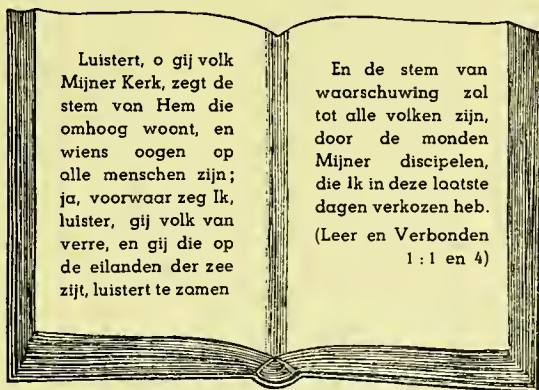 Luistert, o gij volk
Mijner Kerk, zegt de
stem van Hem die
omhoog woont, en
wiens oogen op
alle menschen zijn;
ja, voorwaar zeg Ik,
luister, gij volk van
verre, en gij die op
de eilanden der zee
zijt, luistert te zamen
En de stem van
waarschuwing zal
tot alle volken zijn,
door de monden
Mijner discipelen,
die Ik in deze laatste
dagen verkozen heb.
(Leer en Verbonden
1 : 1 en 4)